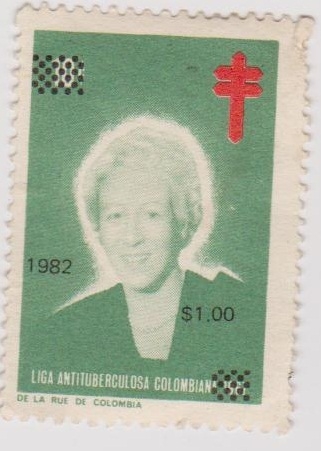 1982
$1.00
LIGA ANTITUBERCULOSA COLOMBIANA
DE LA RUE DE COLOMBIA